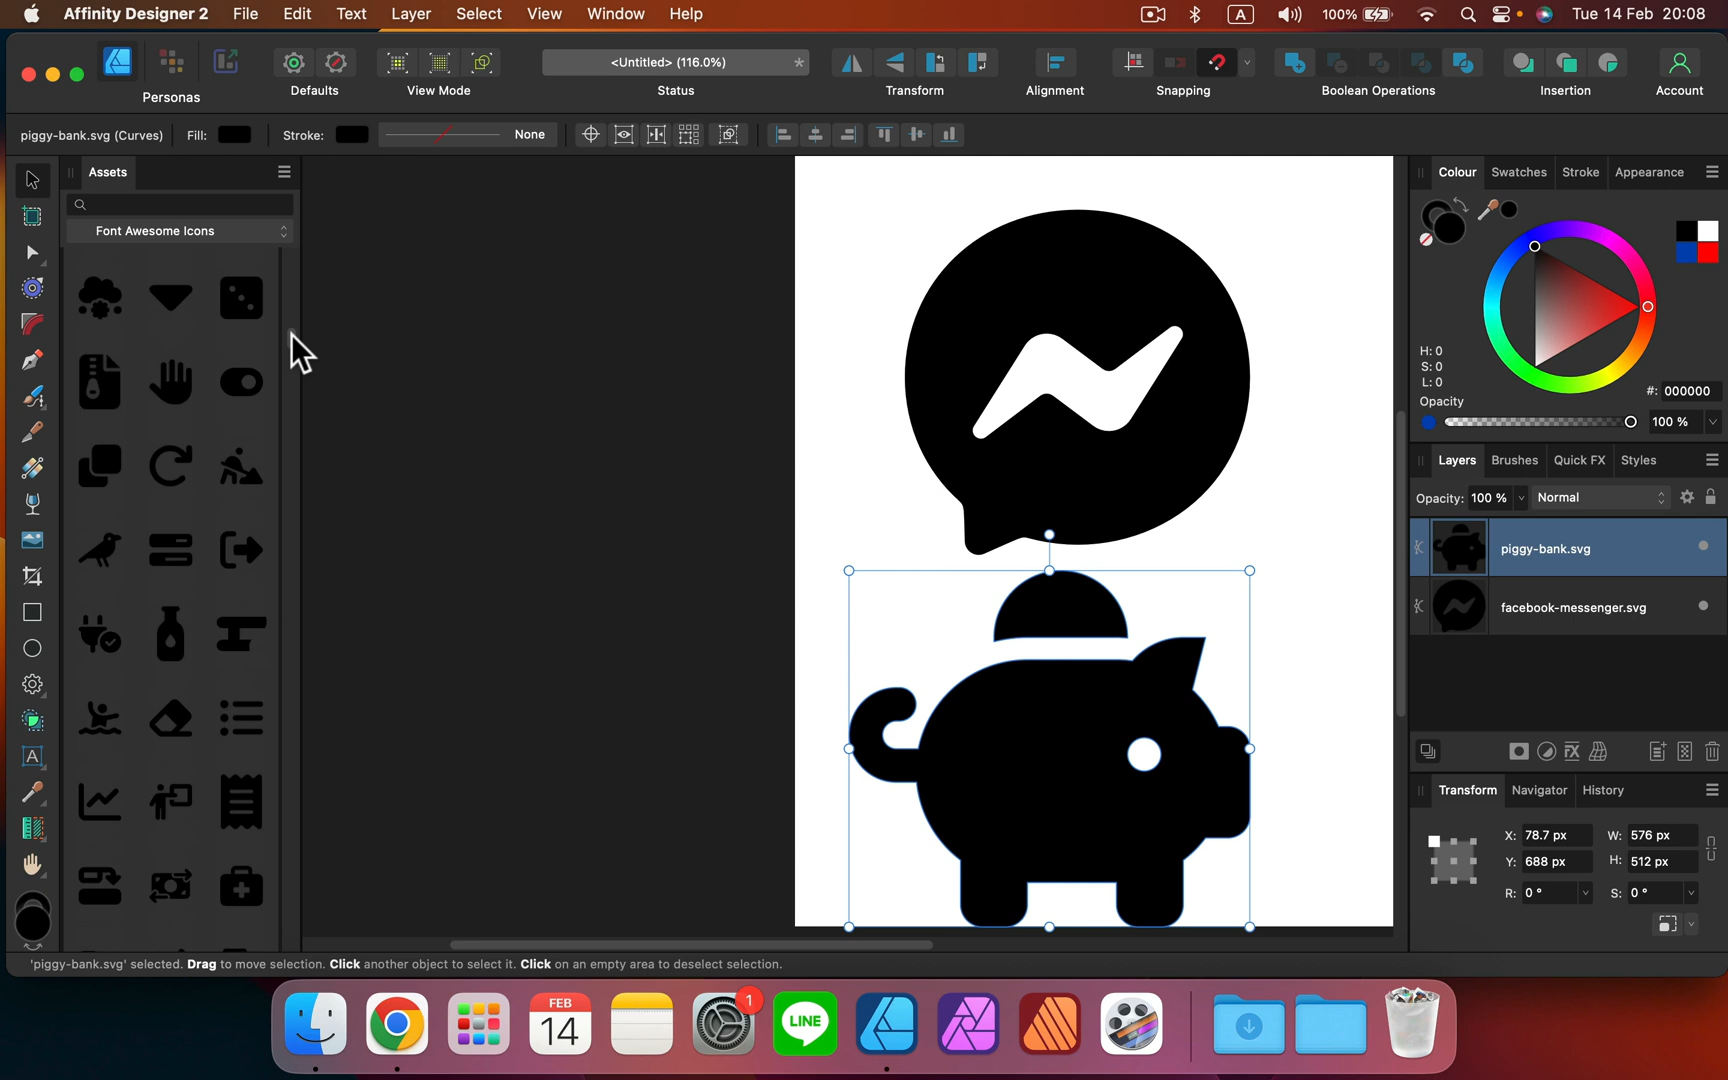 Affinity Designer 2 File Edit Text Layer Select View Window Help A 100% Tue 14 Feb 20:08
<Untitled> (116.0%) *
Personas Defaults View Mode Status Transform Alignment Snapping Boolean Operations Insertion Account
piggy-bank.svg (Curves) Fill: Stroke: None
Assets
Font Awesome Icons
Colour Swatches Stroke Appearance
H: 0
S: 0
L: 0
#: 000000
Opacity
100 %
Layers Brushes Quick FX Styles
Opacity: 100 % Normal
piggy-bank.svg
facebook-messenger.svg
FX
A
Transform Navigator History
X: 78.7 px W: 576 px
Y: 688 px H: 512 px
R: 0 ° S: 0 °
'piggy-bank.svg' selected. Drag to move selection. Click another object to select it. Click on an empty area to deselect selection.
FEB
14
1
LINE